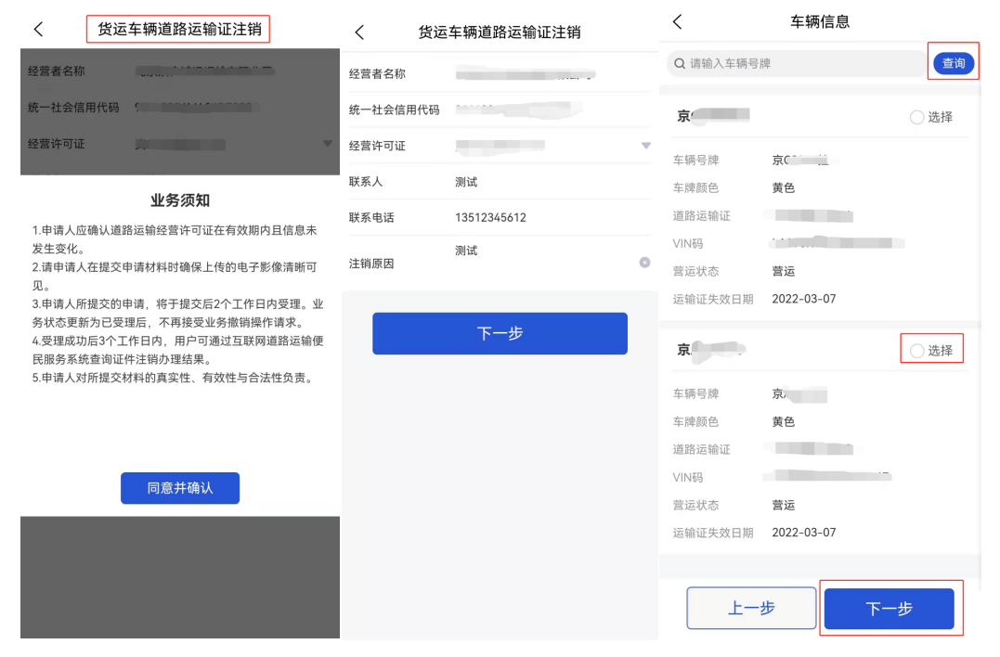 货运车辆道路运输证注销
经营者名称
统一社会信用代码
经营许可证
业务须知
1.申请人应确认道路运输经营许可证在有效期内且信息未
发生变化。
2.请申请人在提交申请材料时确保上传的电子影像清晰可
见。
3.申请人所提交的申请，将于提交后2个工作日内受理。业
务状态更新为已受理后，不再接受业务撤销操作请求。
4.受理成功后3个工作日内，用户可通过互联网道路运输便
民服务系统查询证件注销办理结果。
5.申请人对所提交材料的真实性、有效性与合法性负责。
同意并确认
货运车辆道路运输证注销
经营者名称
统一社会信用代码
经营许可证
联系人 测试
联系电话 13512345612
注销原因 测试
下一步
车辆信息
请输入车辆号牌 查询
京 选择
车辆号牌 京
车牌颜色 黄色
道路运输证
VIN码
营运状态 营运
运输证失效日期 2022-03-07
京 选择
车辆号牌 京
车牌颜色 黄色
道路运输证
VIN码
营运状态 营运
运输证失效日期 2022-03-07
上一步 下一步